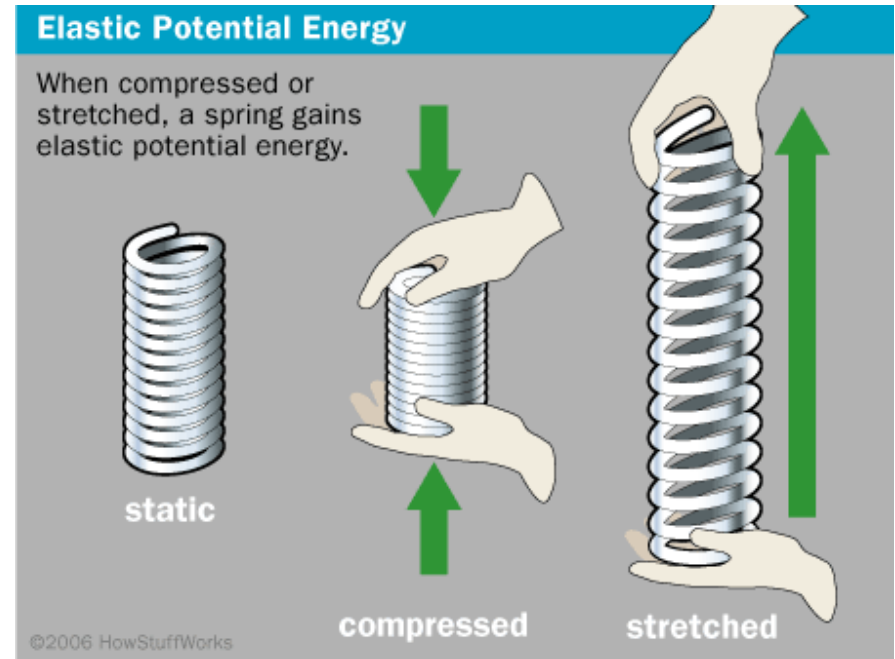 Elastic Potential Energy
When compressed or
stretched, a spring gains
elastic potential energy.
static
compressed
stretched
©2006 HowStuffWorks